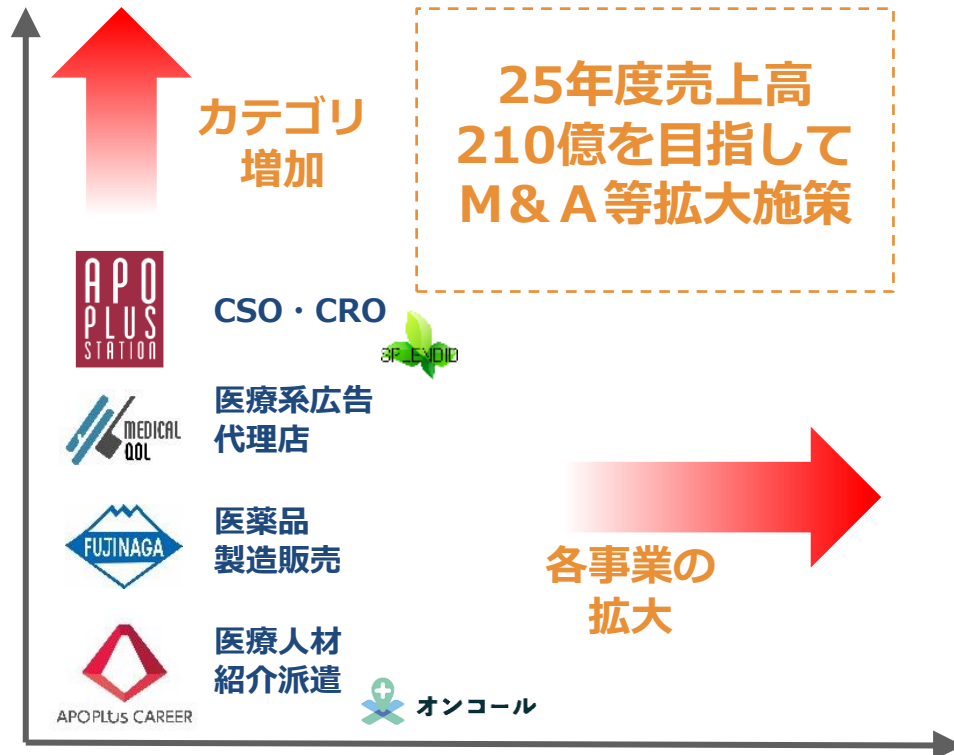 カテゴリ
増加
25年度売上高
210億を目指して
M&A等拡大施策
APO
PLUS
STATION
CSO・CRO
SPLENDID
MEDICAL
QOL
医療系広告
代理店
FUJINAGA
医薬品
製造販売
各事業の
拡大
APOPLUS CAREER
医療人材
紹介派遣
オンコール